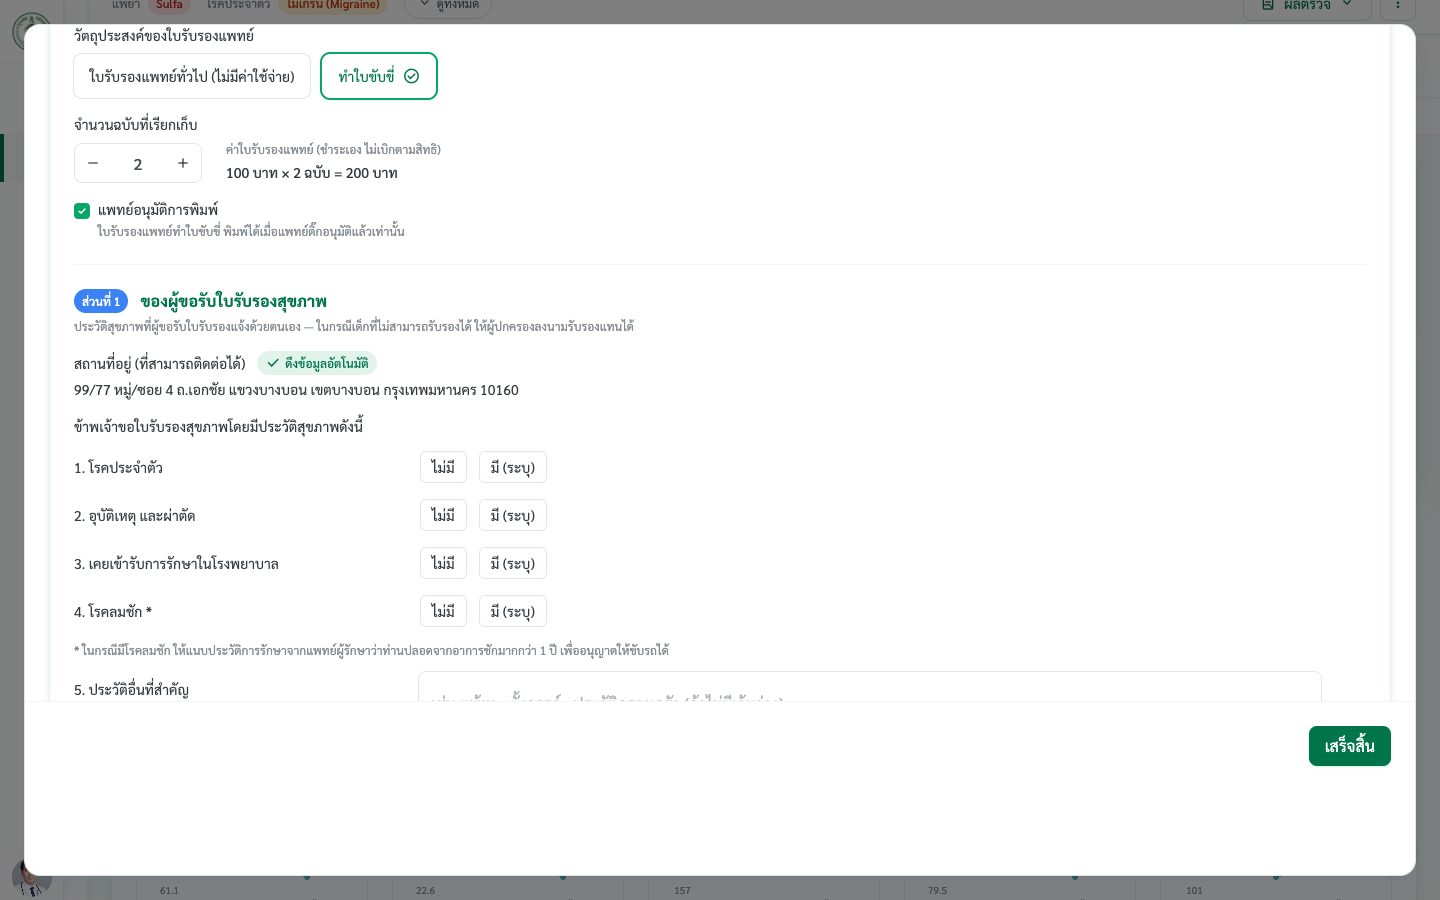 แพ้ยา Sulfa โรคประจำตัว ไมเกรน (Migraine) ดูทั้งหมด ผลตรวจ
วัตถุประสงค์ของใบรับรองแพทย์
ใบรับรองแพทย์ทั่วไป (ไม่มีค่าใช้จ่าย) ทำใบขับขี่
จำนวนฉบับที่เรียกเก็บ
− 2 +
ค่าใบรับรองแพทย์ (ชำระเอง ไม่เบิกตามสิทธิ)
100 บาท × 2 ฉบับ = 200 บาท
แพทย์อนุมัติการพิมพ์
ใบรับรองแพทย์ทำใบขับขี่ พิมพ์ได้เมื่อแพทย์ติ๊กอนุมัติแล้วเท่านั้น
ส่วนที่ 1 ของผู้ขอรับใบรับรองสุขภาพ
ประวัติสุขภาพที่ผู้ขอรับใบรับรองแจ้งด้วยตนเอง — ในกรณีเด็กที่ไม่สามารถรับรองได้ ให้ผู้ปกครองลงนามรับรองแทนได้
สถานที่อยู่ (ที่สามารถติดต่อได้) ดึงข้อมูลอัตโนมัติ
99/77 หมู่/ซอย 4 ถ.เอกชัย แขวงบางบอน เขตบางบอน กรุงเทพมหานคร 10160
ข้าพเจ้าขอใบรับรองสุขภาพโดยมีประวัติสุขภาพดังนี้
1. โรคประจำตัว ไม่มี มี (ระบุ)
2. อุบัติเหตุ และผ่าตัด ไม่มี มี (ระบุ)
3. เคยเข้ารับการรักษาในโรงพยาบาล ไม่มี มี (ระบุ)
4. โรคลมชัก * ไม่มี มี (ระบุ)
* ในกรณีมีโรคลมชัก ให้แนบประวัติการรักษาจากแพทย์ผู้รักษาว่าท่านปลอดจากอาการชักมากกว่า 1 ปี เพื่ออนุญาตให้ขับรถได้
5. ประวัติอื่นที่สำคัญ
เสร็จสิ้น
61.1 22.6 157 79.5 101